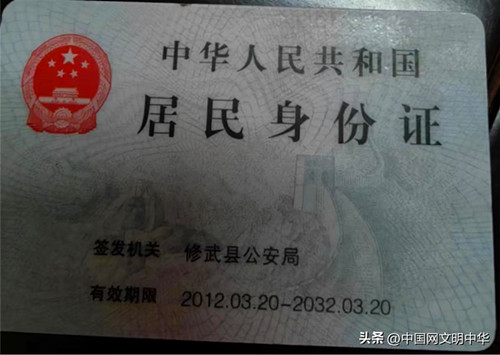 中华人民共和国
居民身份证
签发机关 修武县公安局
有效期限 2012.03.20-2032.03.20
头条 @中国网文明中华